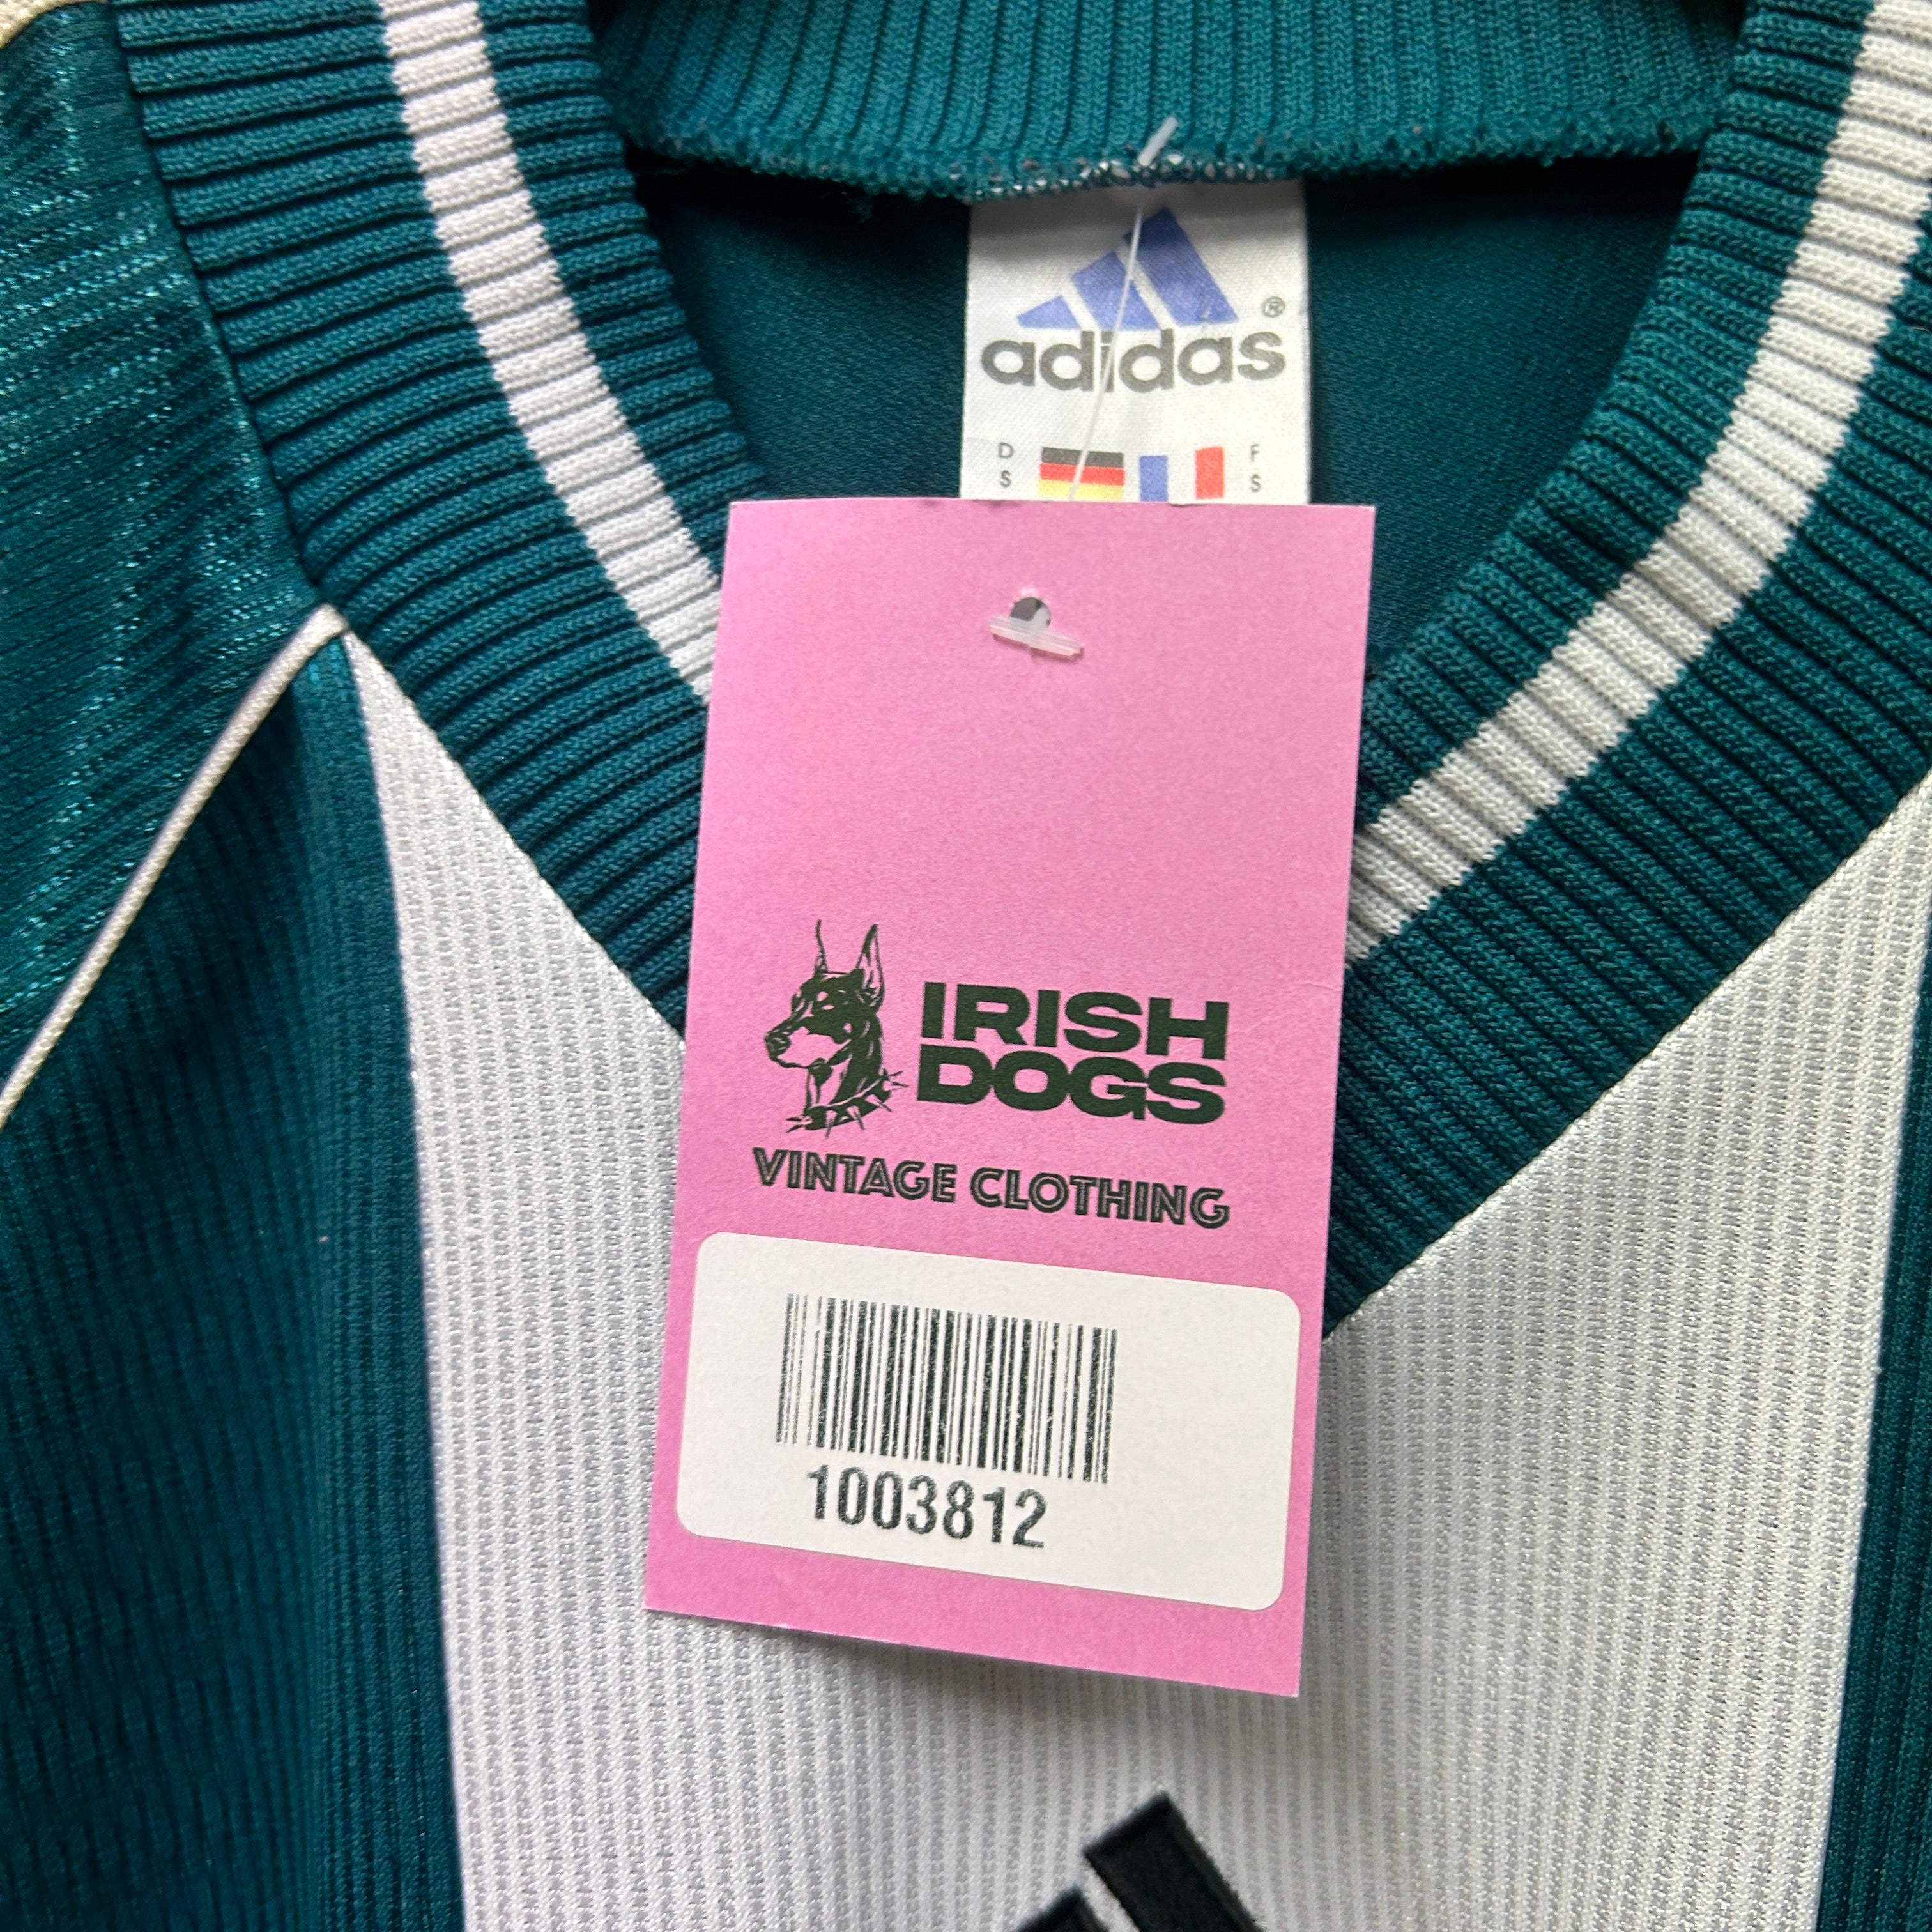 ®
adidas
D F
S S
IRISH
DOGS
VINTAGE CLOTHING
1003812